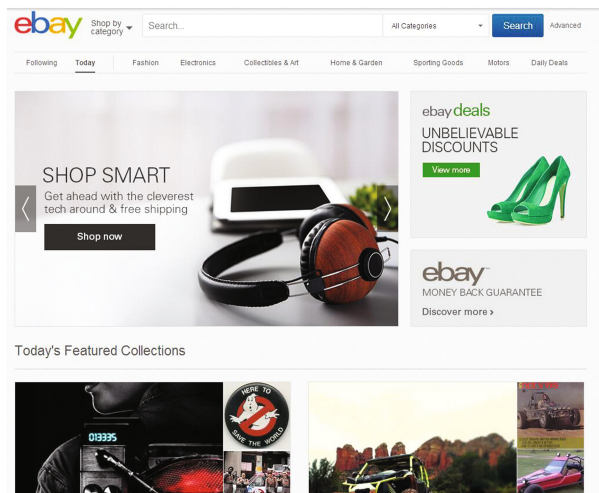 ebay
Shop by
category
Search...
All Categories
Search
Advanced
Following
Today
Fashion
Electronics
Collectibles & Art
Home & Garden
Sporting Goods
Motors
Daily Deals
SHOP SMART
Get ahead with the cleverest
tech around & free shipping
Shop now
ebay deals
UNBELIEVABLE
DISCOUNTS
View more
ebay™
MONEY BACK GUARANTEE
Discover more >
Today's Featured Collections
013335
HERE TO
SAVE THE WORLD